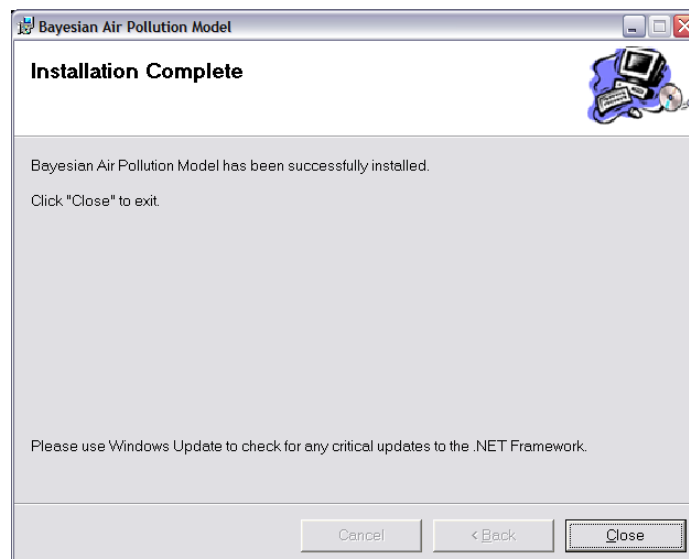 Bayesian Air Pollution Model
Installation Complete
Bayesian Air Pollution Model has been successfully installed.
Click "Close" to exit.
Please use Windows Update to check for any critical updates to the .NET Framework.
Cancel
< Back
Close